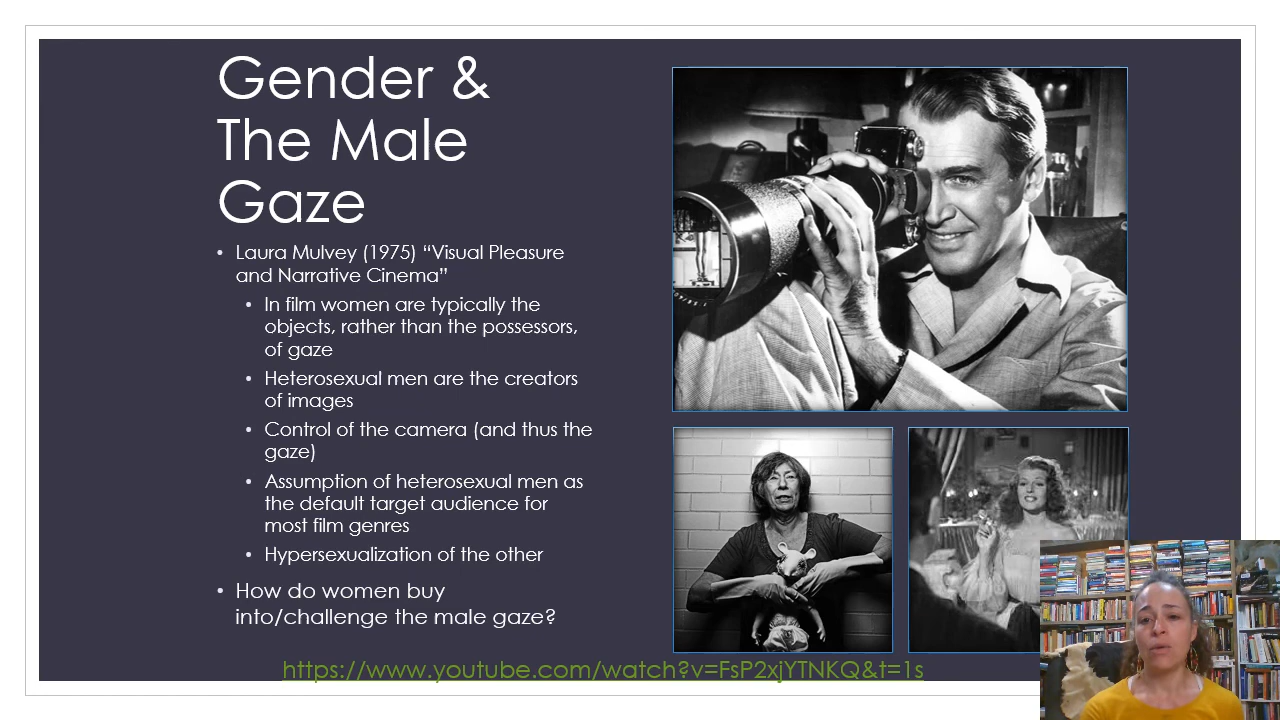 Gender &
The Male
Gaze
• Laura Mulvey (1975) “Visual Pleasure
and Narrative Cinema”
• In film women are typically the
objects, rather than the possessors,
of gaze
• Heterosexual men are the creators
of images
• Control of the camera (and thus the
gaze)
• Assumption of heterosexual men as
the default target audience for
most film genres
• Hypersexualization of the other
• How do women buy
into/challenge the male gaze?
https://www.youtube.com/watch?v=FsP2xjYTNKQ&t=1s